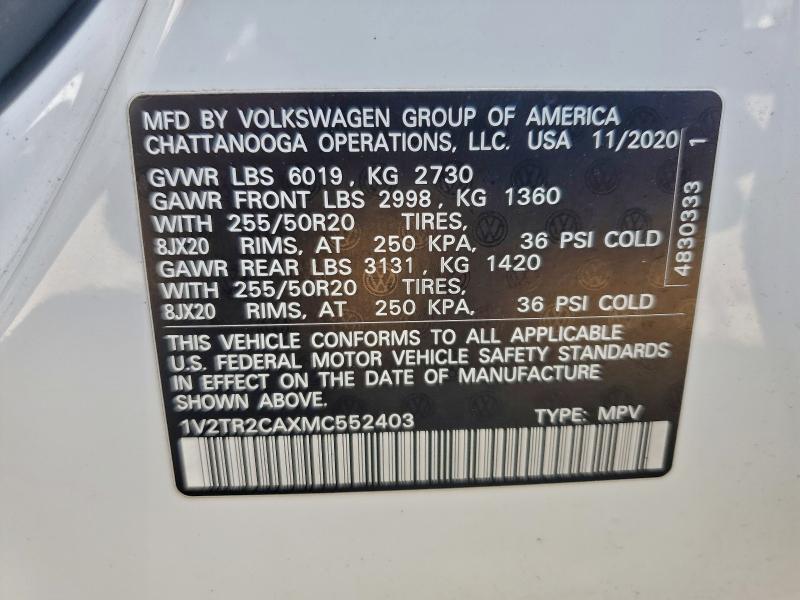 MFD BY VOLKSWAGEN GROUP OF AMERICA
CHATTANOOGA OPERATIONS, LLC. USA 11/2020
GVWR LBS 6019, KG 2730
GAWR FRONT LBS 2998, KG 1360
WITH 255/50R20 TIRES,
8JX20 RIMS, AT 250 KPA, 36 PSI COLD
GAWR REAR LBS 3131, KG 1420
WITH 255/50R20 TIRES,
8JX20 RIMS, AT 250 KPA, 36 PSI COLD
THIS VEHICLE CONFORMS TO ALL APPLICABLE
U.S. FEDERAL MOTOR VEHICLE SAFETY STANDARDS
IN EFFECT ON THE DATE OF MANUFACTURE
SHOWN ABOVE.
1V2TR2CAXMC552403 TYPE: MPV
4830333 1